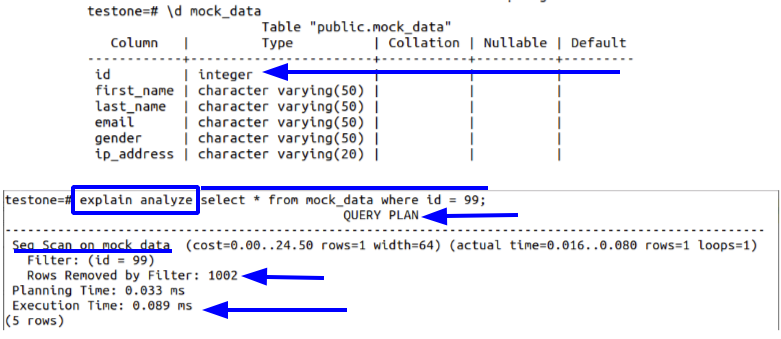 testone=# \d mock_data
Table "public.mock_data"
Column | Type | Collation | Nullable | Default
------------+-----------------------+-----------+----------+---------
id | integer | | |
first_name | character varying(50) | | |
last_name | character varying(50) | | |
email | character varying(50) | | |
gender | character varying(50) | | |
ip_address | character varying(20) | | |
testone=# explain analyze select * from mock_data where id = 99;
QUERY PLAN
-----------------------------------------------------------------------------------------------------
Seq Scan on mock_data (cost=0.00..24.50 rows=1 width=64) (actual time=0.016..0.080 rows=1 loops=1)
Filter: (id = 99)
Rows Removed by Filter: 1002
Planning Time: 0.033 ms
Execution Time: 0.089 ms
(5 rows)